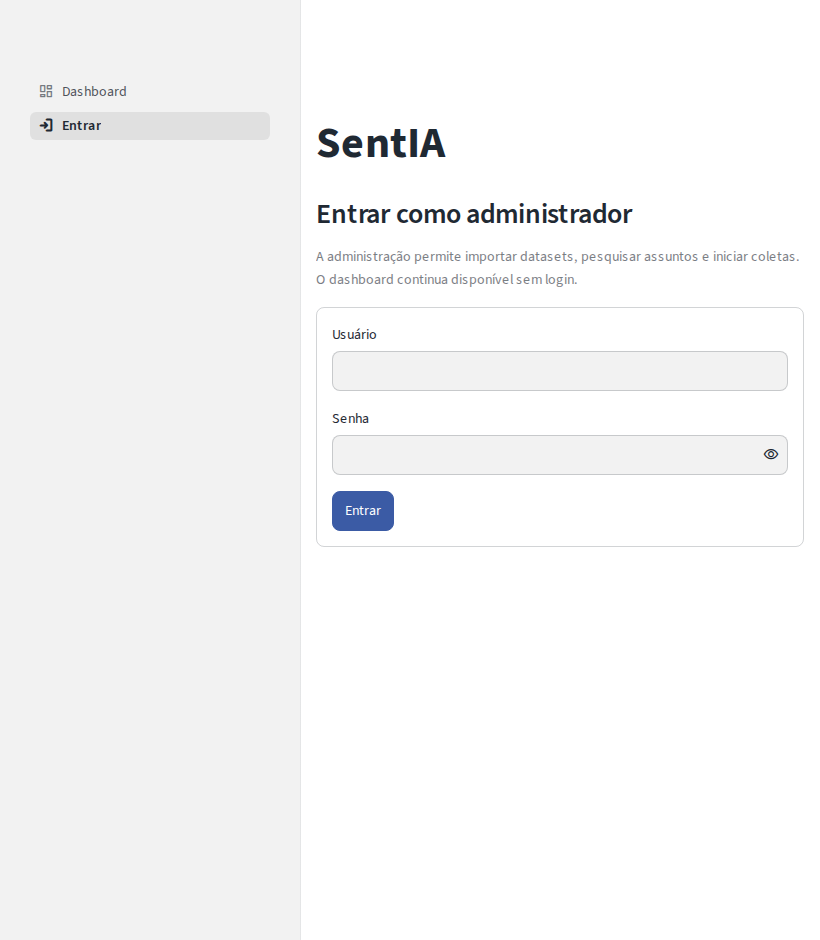 Dashboard
Entrar
SentIA
Entrar como administrador
A administração permite importar datasets, pesquisar assuntos e iniciar coletas.
O dashboard continua disponível sem login.
Usuário
Senha
Entrar